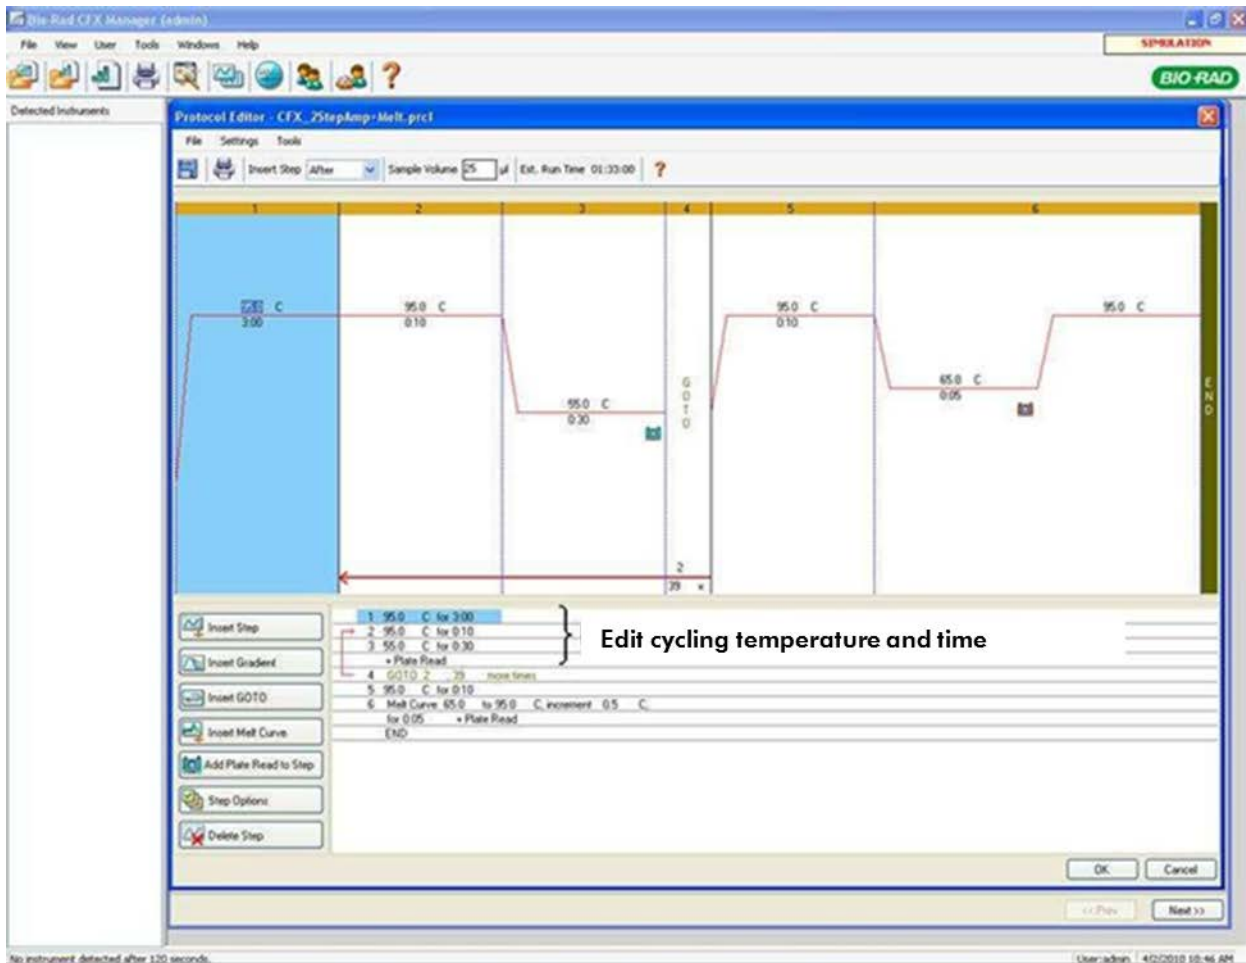 Bio-Rad CFX Manager (admin)
File View User Tools Windows Help
SIMULATION
BIO-RAD
Detected Instruments
Protocol Editor - CFX_2StepAmp+Melt.prcl
File Settings Tools
Insert Step After Sample Volume 25 µl Est. Run Time 01:33:00 ?
1 2 3 4 5 6
C 95.0 C 95.0 C 95.0 C
3:00 0:10 0:10
65.0 C
0:05
55.0 C
0:30
GOTO
END
2
39 x
Insert Step
Insert Gradient
Insert GOTO
Insert Melt Curve
Add Plate Read to Step
Step Options
Delete Step
1 95.0 C for 3:00
2 95.0 C for 0:10
3 55.0 C for 0:30
+ Plate Read
4 GOTO 2 , 39 more times
5 95.0 C for 0:10
6 Melt Curve 65.0 to 95.0 C, increment 0.5 C,
for 0:05 + Plate Read
END
Edit cycling temperature and time
OK Cancel
<< Prev Next >>
No instrument detected after 120 seconds.
User: admin 4/2/2010 10:46 AM